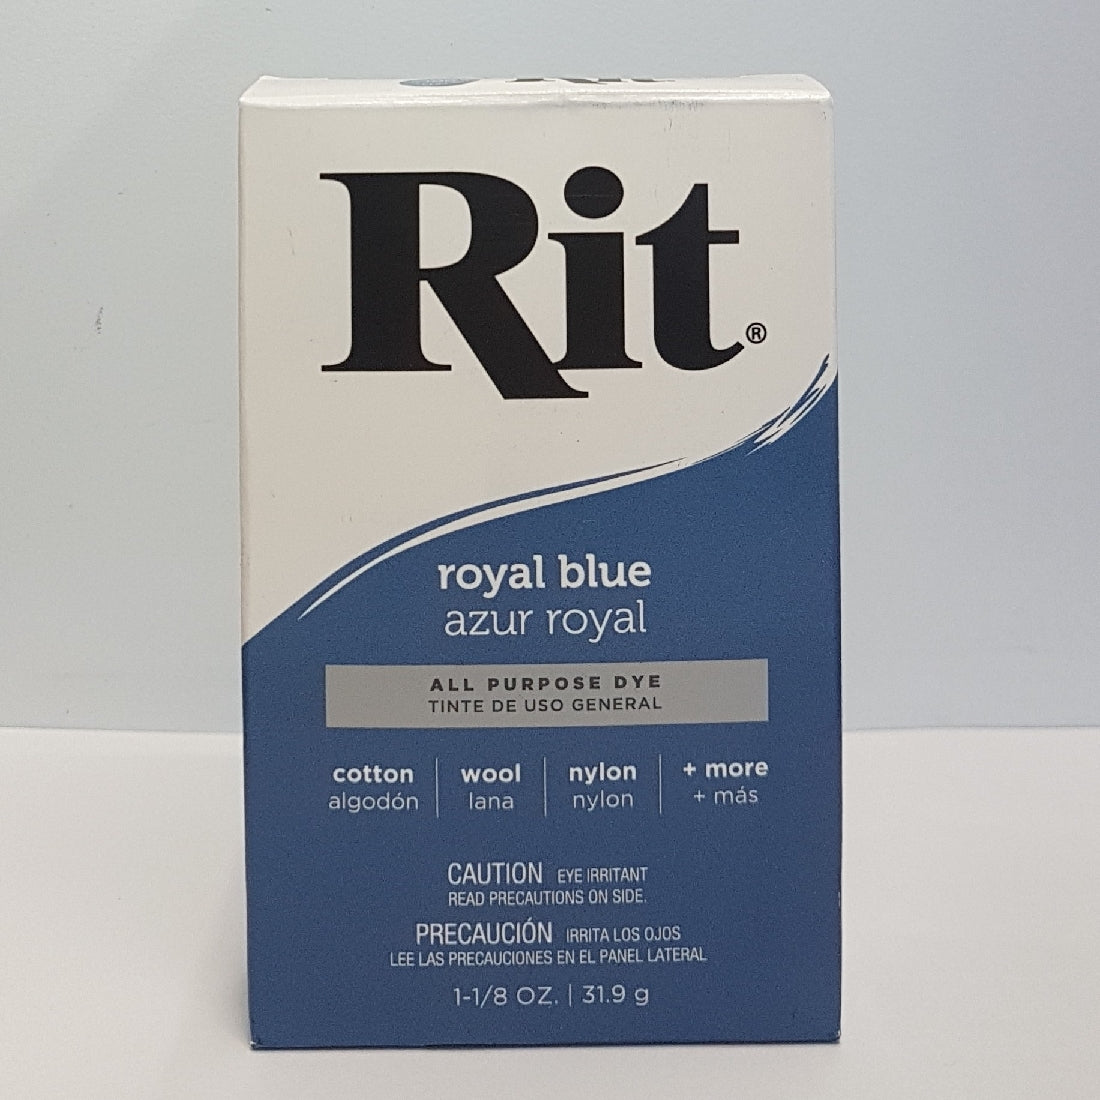 Rit
Rit®
royal blue
azur royal
ALL PURPOSE DYE
TINTE DE USO GENERAL
cotton wool nylon + more
algodón lana nylon + más
CAUTION EYE IRRITANT
READ PRECAUTIONS ON SIDE.
PRECAUCIÓN IRRITA LOS OJOS
LEE LAS PRECAUCIONES EN EL PANEL LATERAL
1-1/8 OZ. | 31.9 g